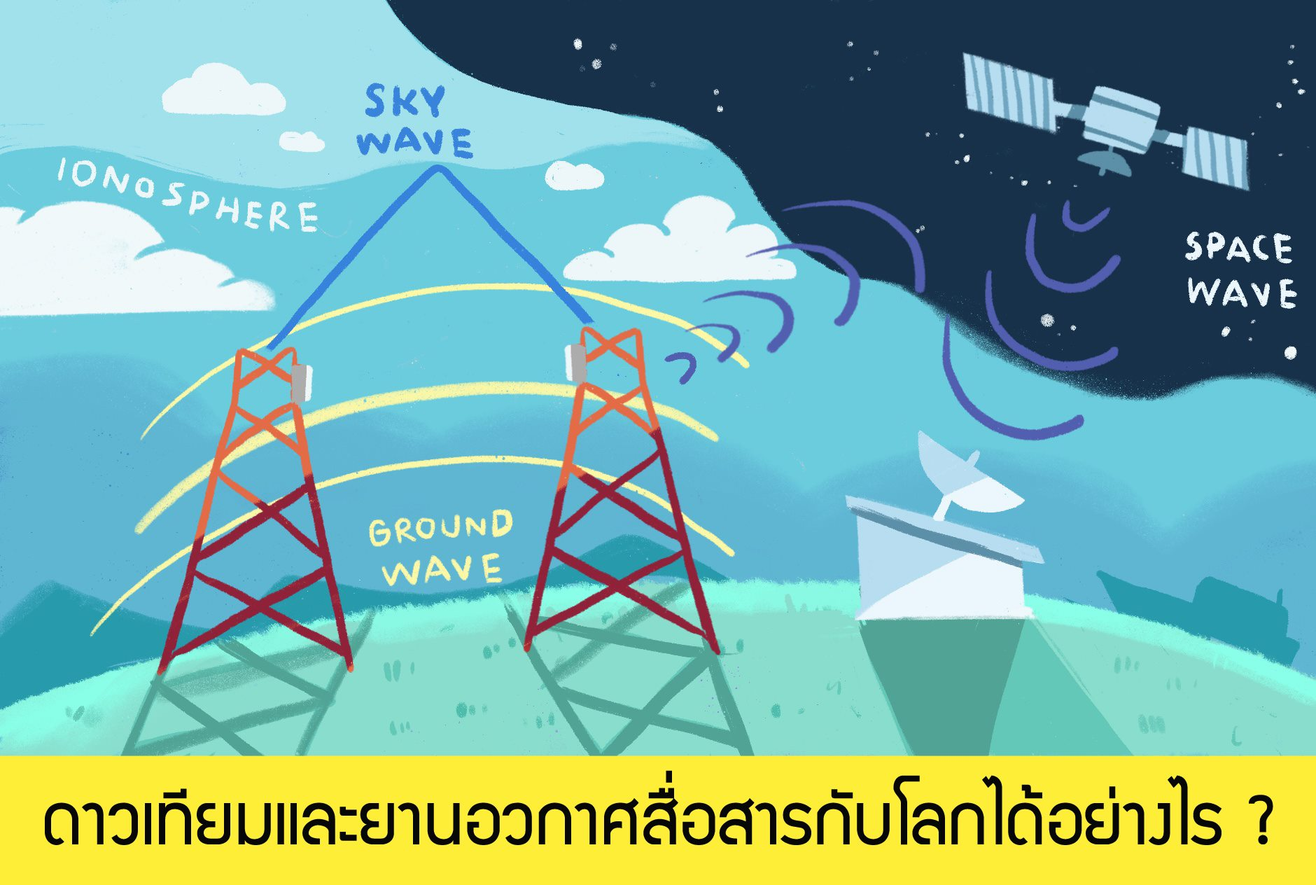 SKY
WAVE
IONOSPHERE
SPACE
WAVE
GROUND
WAVE
ดาวเทียมและยานอวกาศสื่อสารกับโลกได้อย่างไร ?